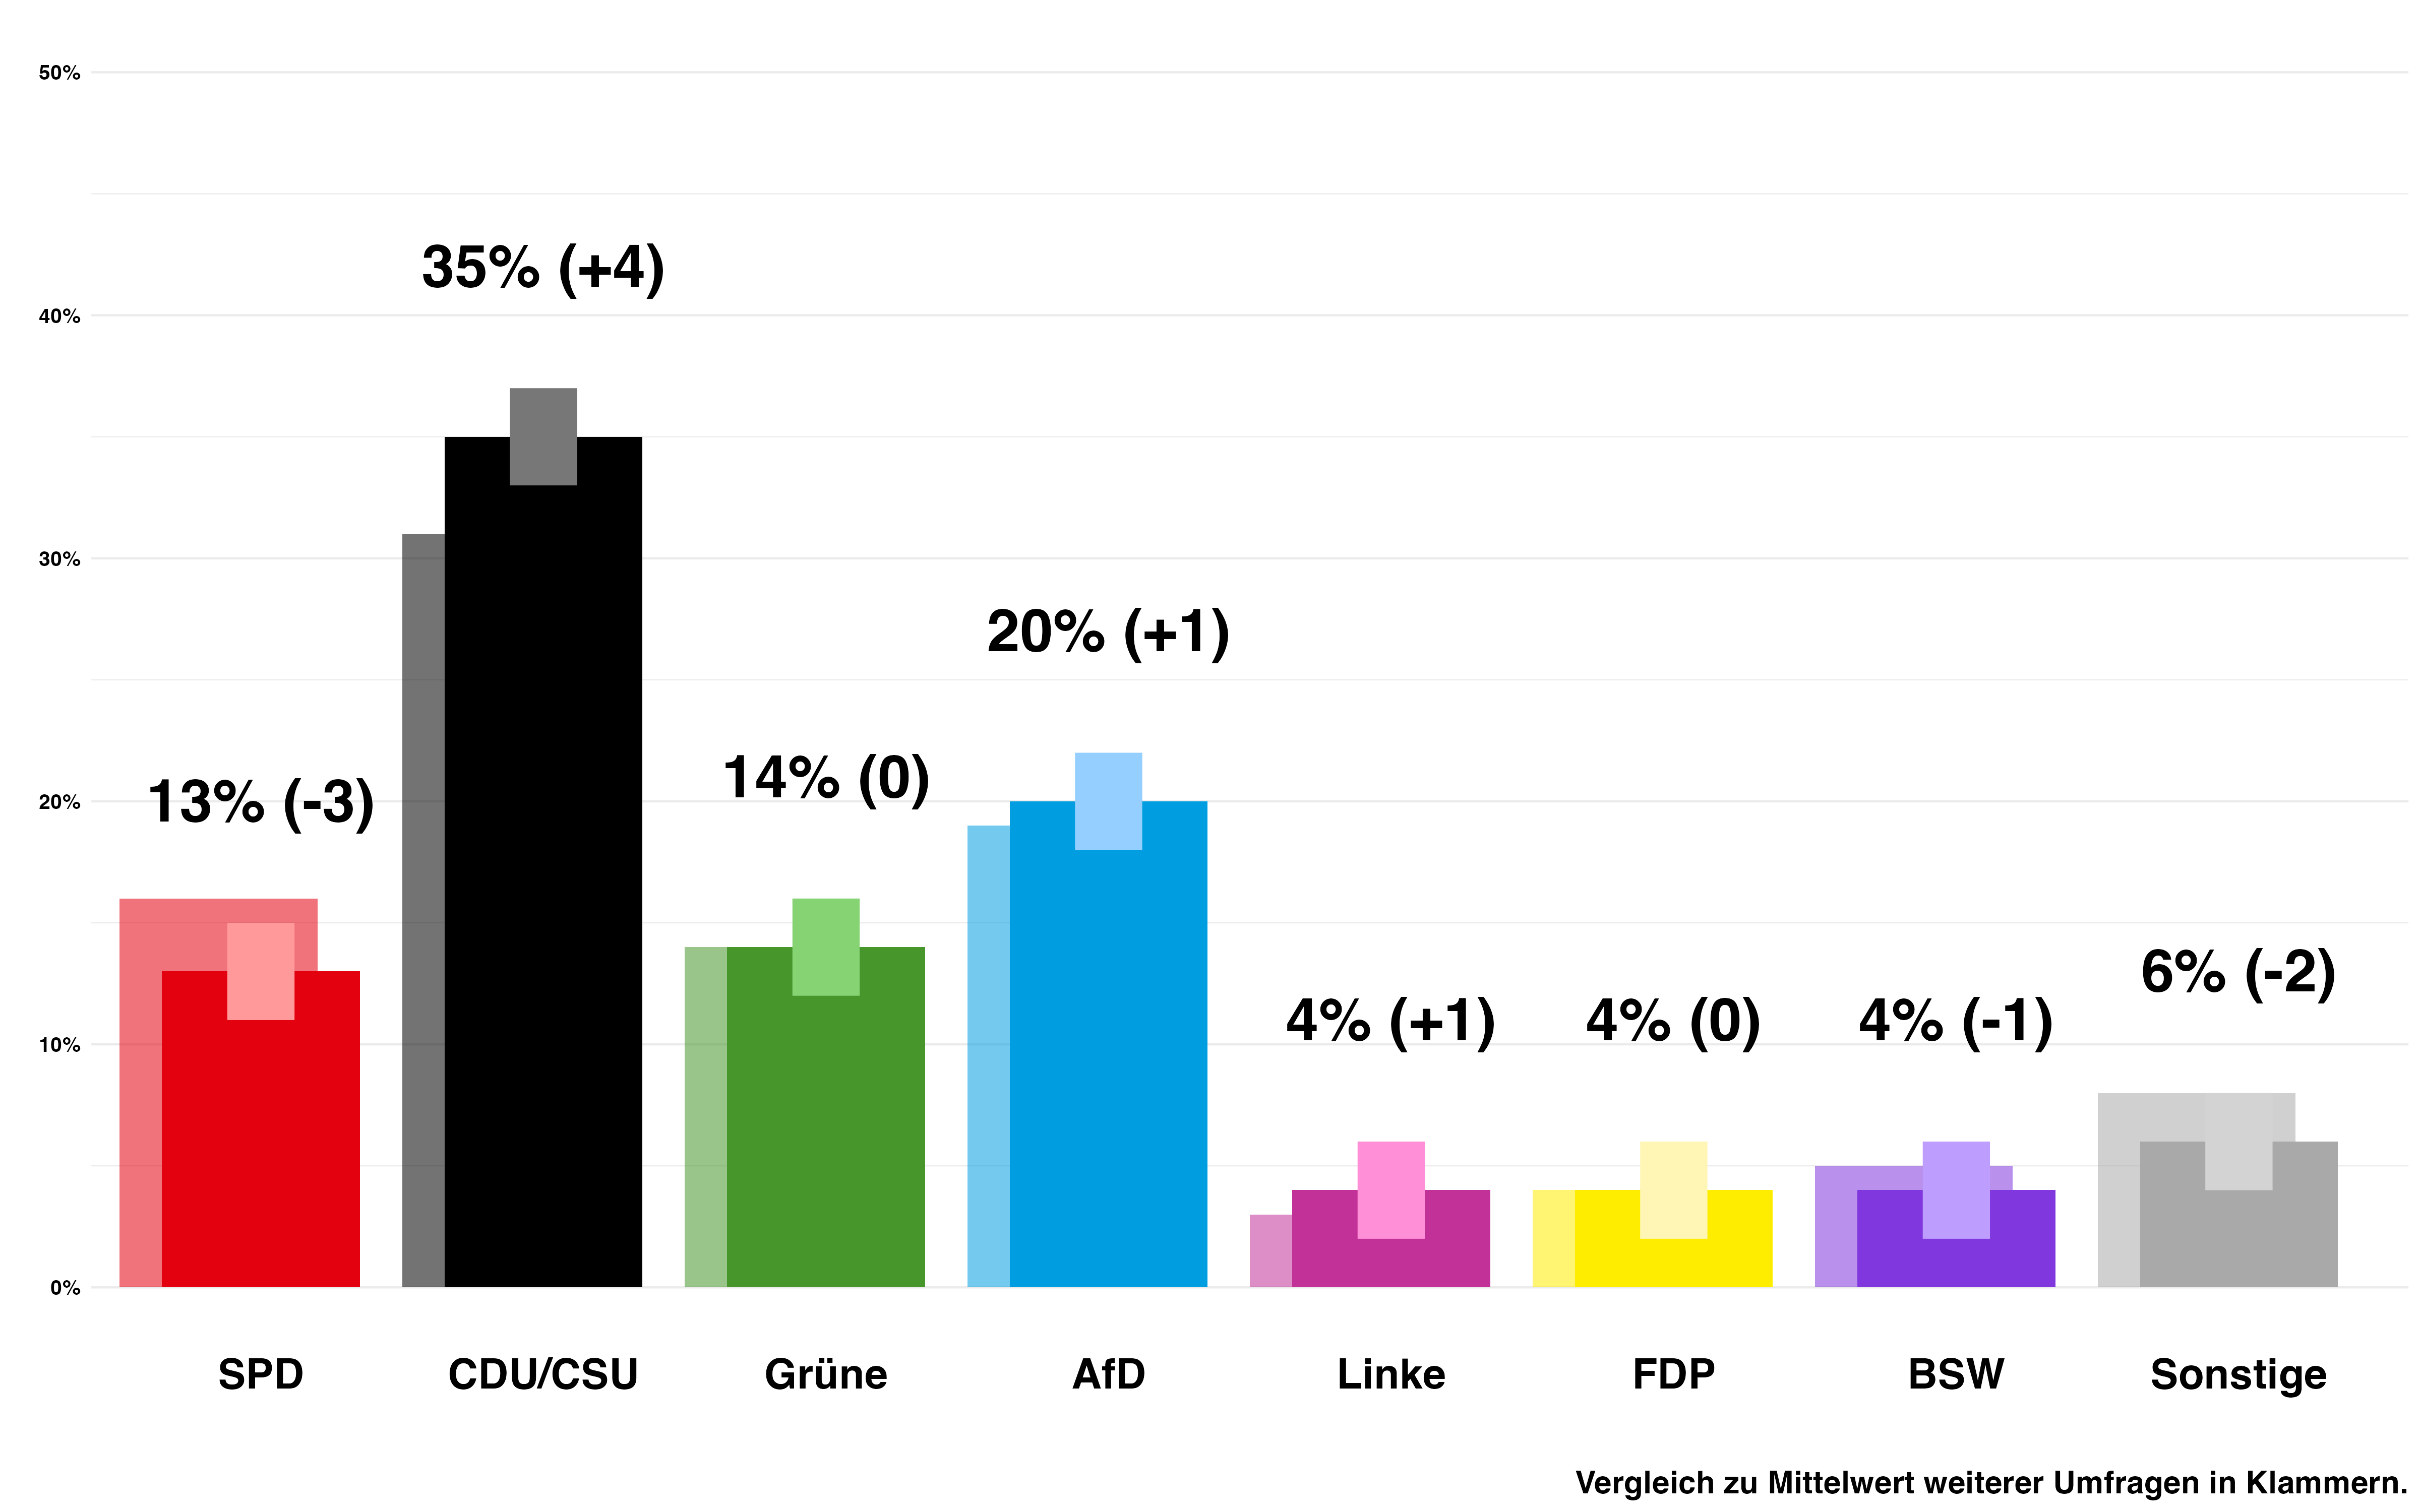 50%
40%
30%
20%
10%
0%
13% (-3)
35% (+4)
14% (0)
20% (+1)
4% (+1)
4% (0)
4% (-1)
6% (-2)
SPD
CDU/CSU
Grüne
AfD
Linke
FDP
BSW
Sonstige
Vergleich zu Mittelwert weiterer Umfragen in Klammern.